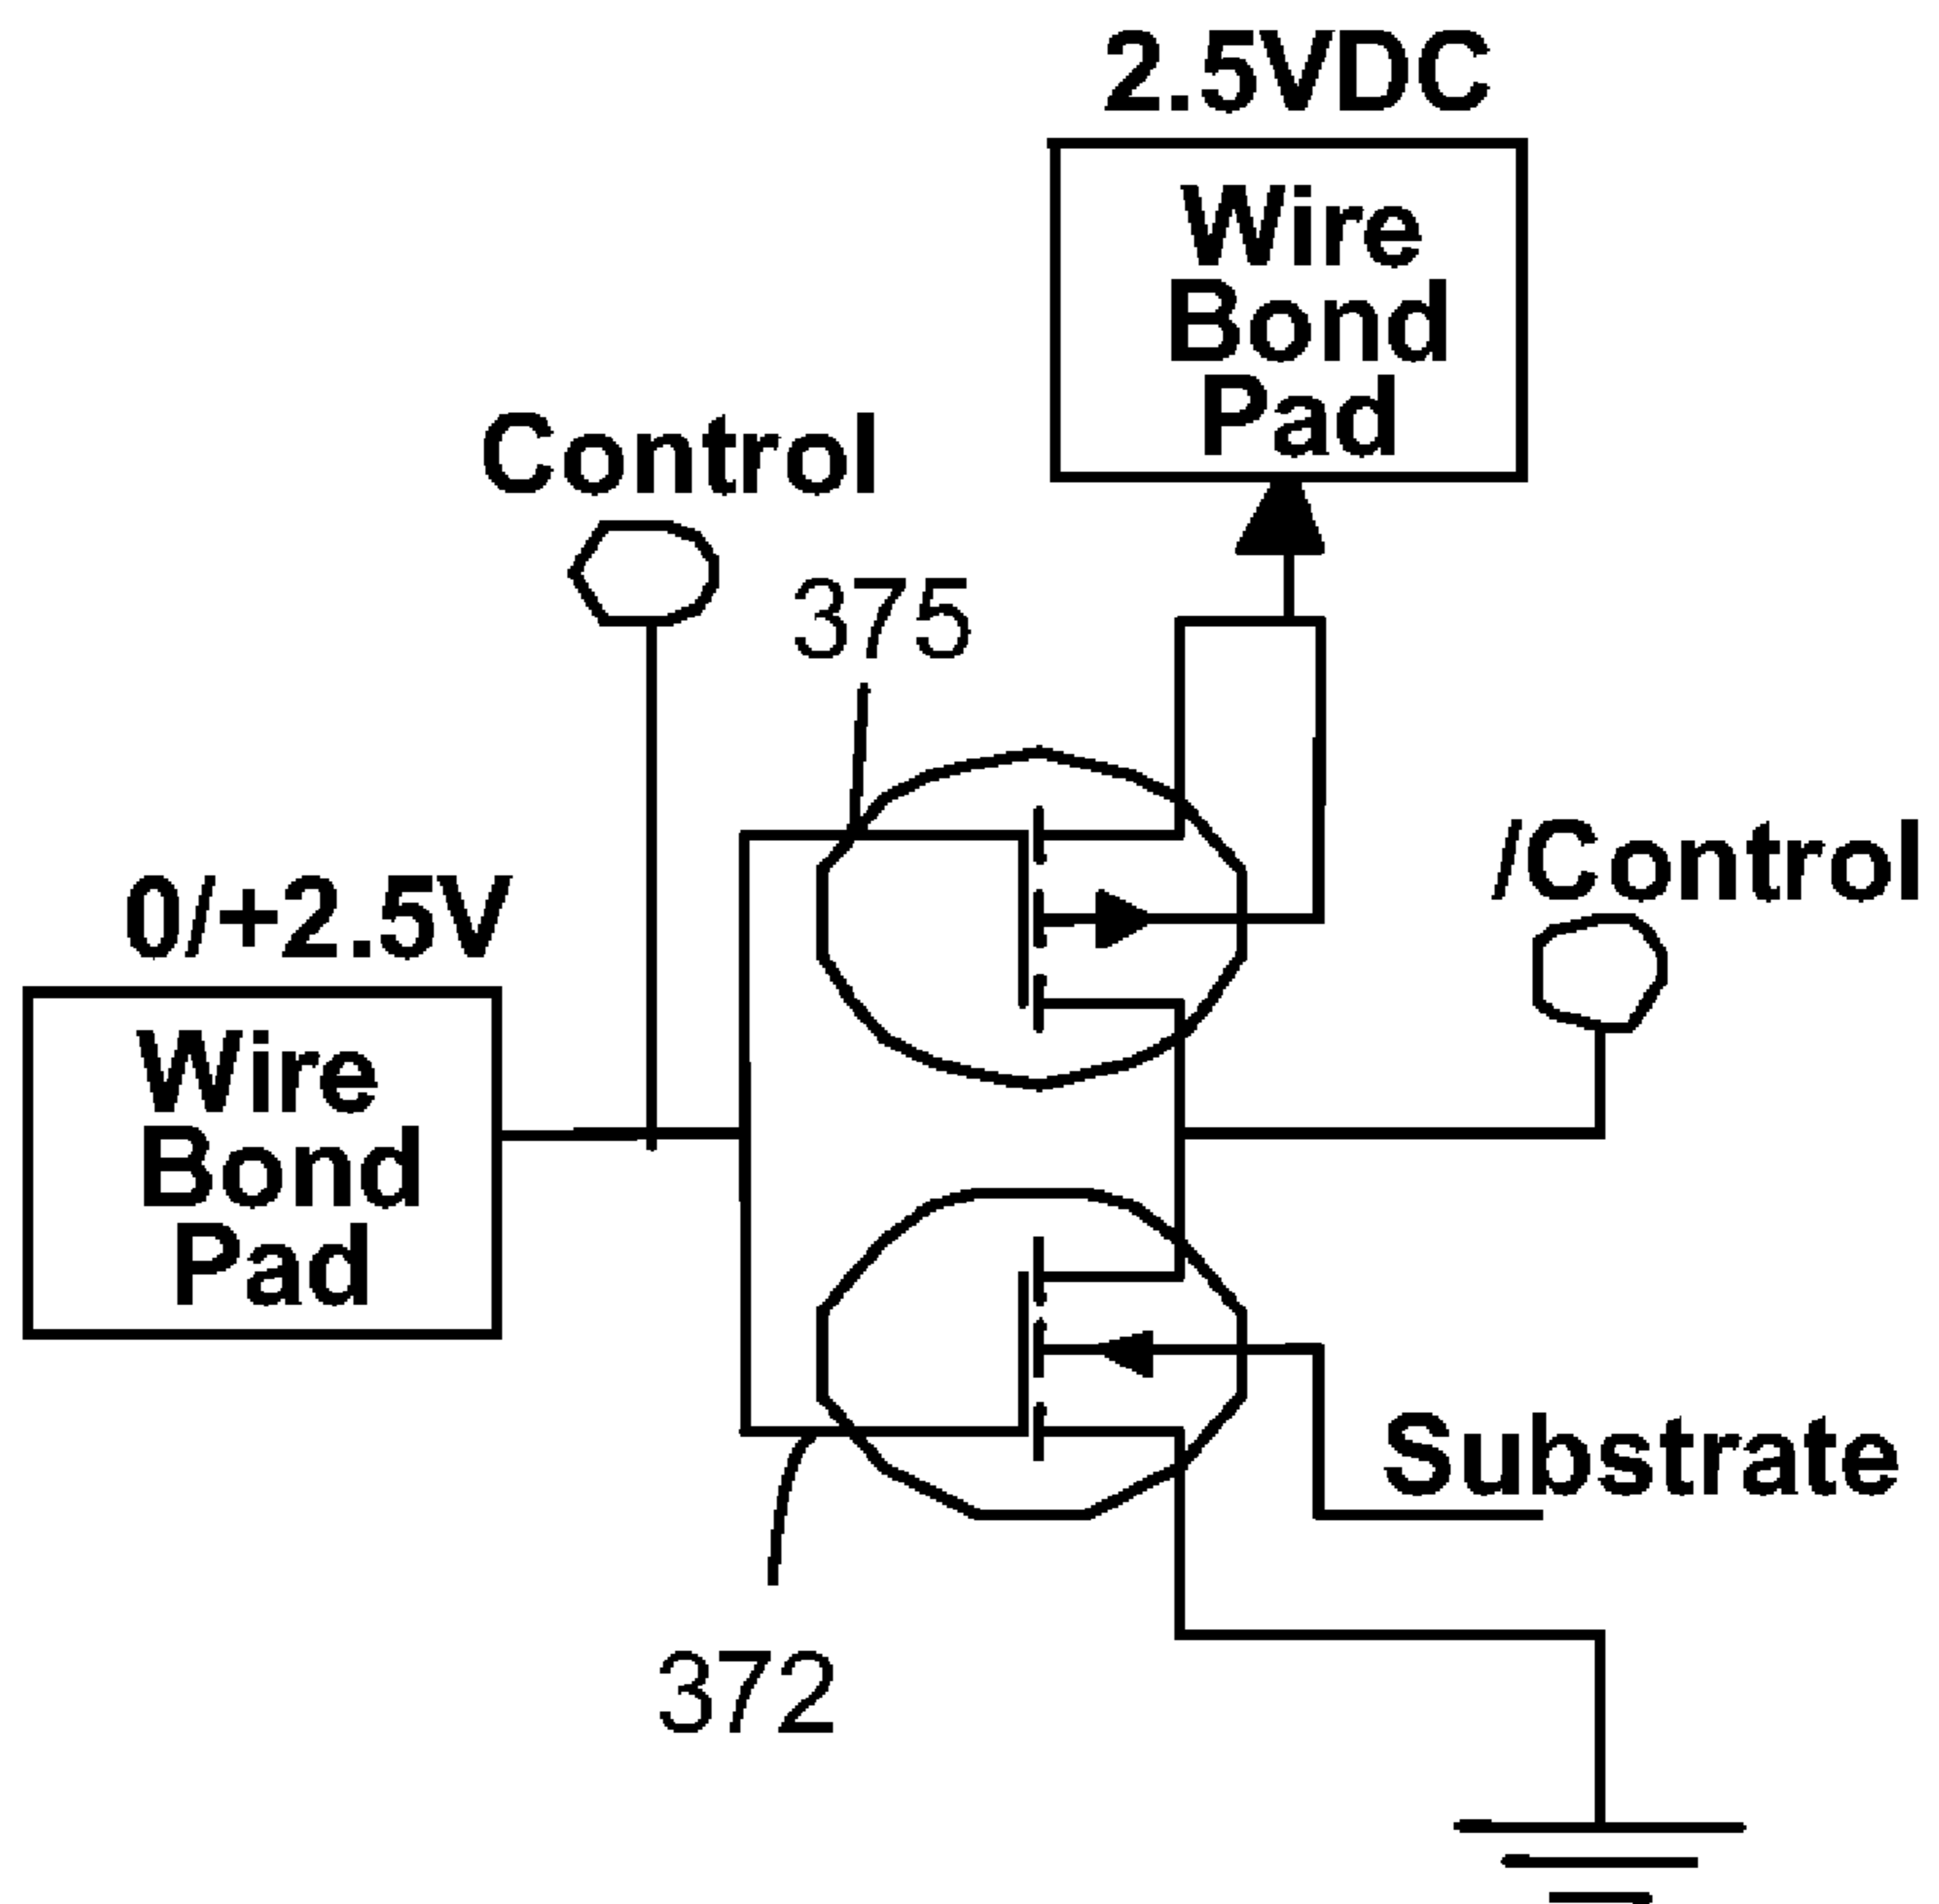 2.5VDC
Wire
Bond
Pad
Control
375
/Control
0/+2.5V
Wire
Bond
Pad
Substrate
372